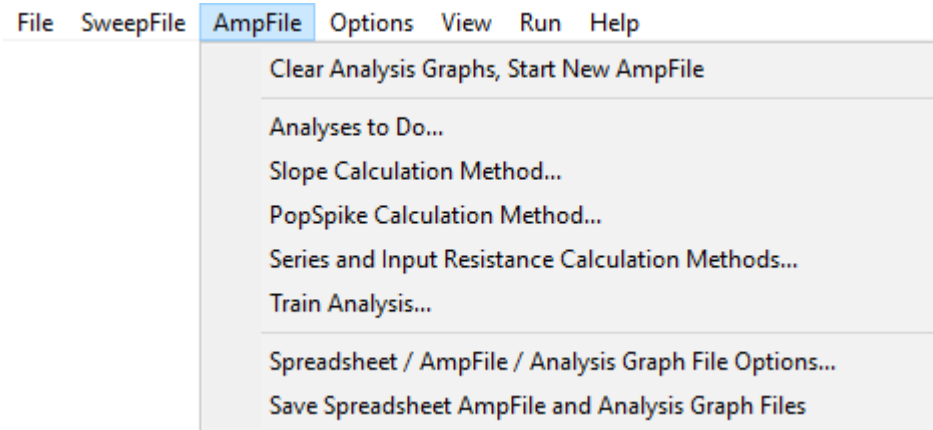 File SweepFile AmpFile Options View Run Help
Clear Analysis Graphs, Start New AmpFile
Analyses to Do...
Slope Calculation Method...
PopSpike Calculation Method...
Series and Input Resistance Calculation Methods...
Train Analysis...
Spreadsheet / AmpFile / Analysis Graph File Options...
Save Spreadsheet AmpFile and Analysis Graph Files